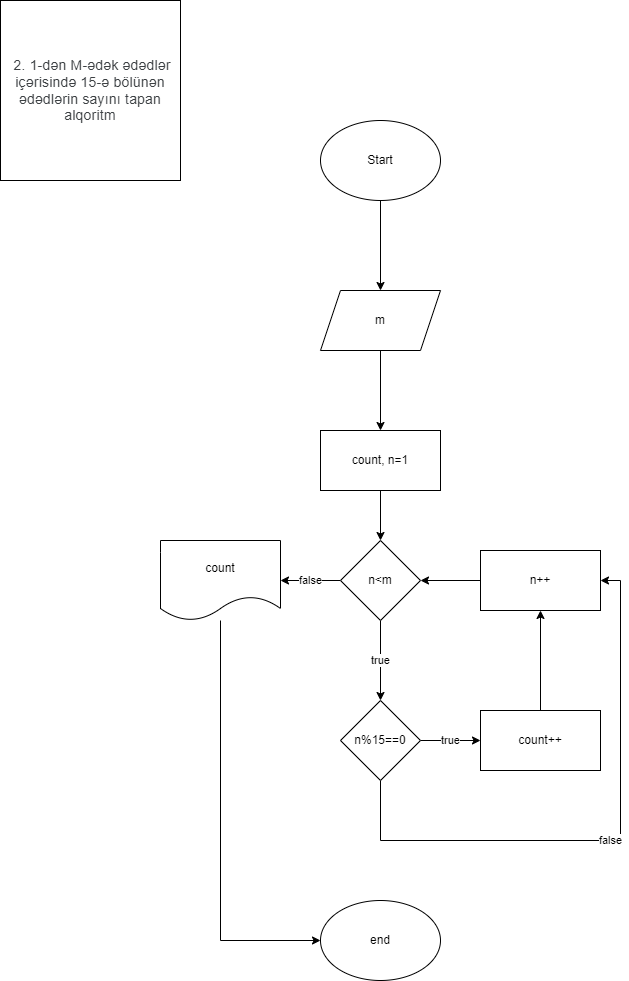 2. 1-dən M-ədək ədədlər
içərisində 15-ə bölünən
ədədlərin sayını tapan
alqoritm
Start
m
count, n=1
count
false
n<m
n++
true
n%15==0
true
count++
false
end